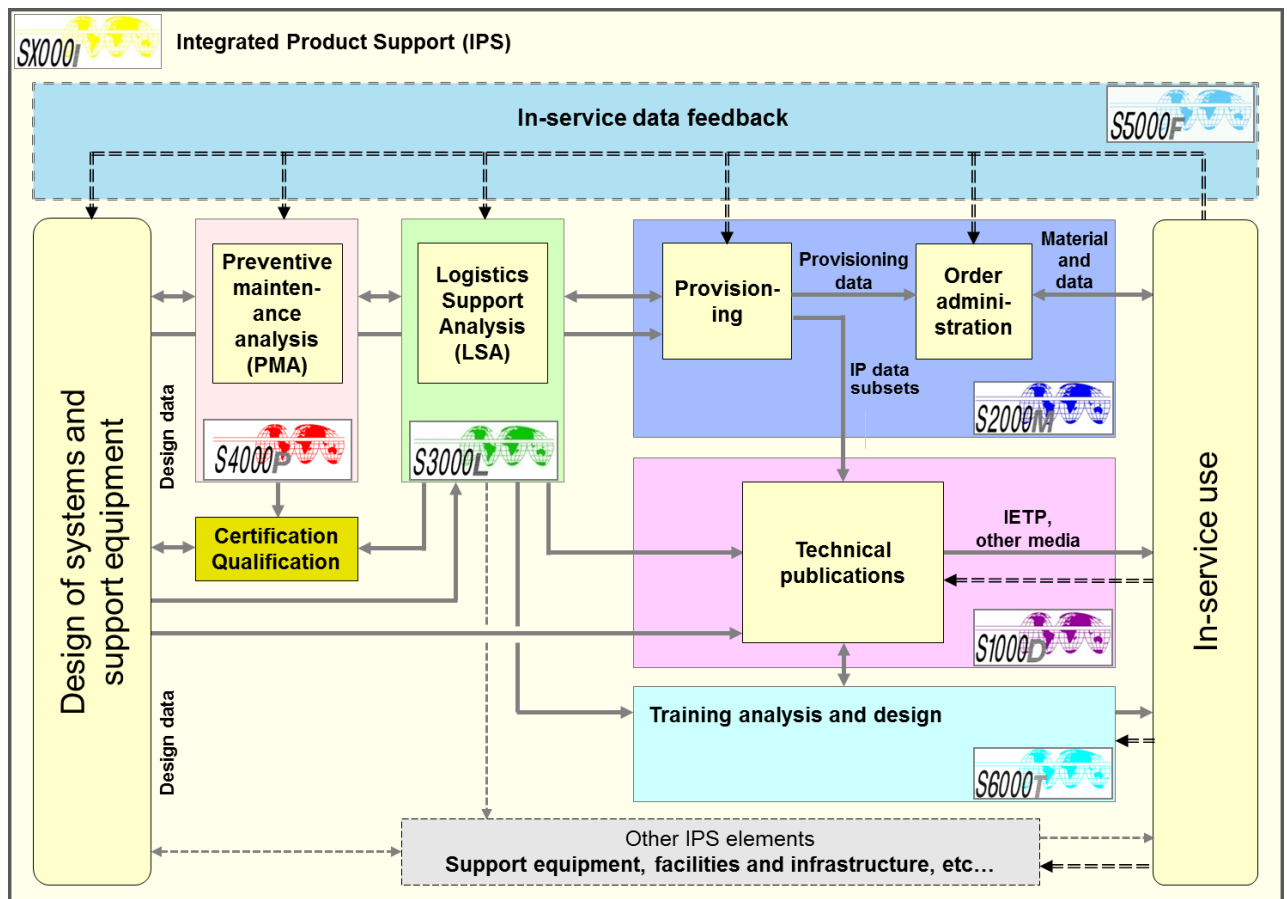 SX000I
Integrated Product Support (IPS)
In-service data feedback
S5000F
Design of systems and
support equipment
Design data
Design data
Preventive
mainten-
ance
analysis
(PMA)
S4000P
Certification
Qualification
Logistics
Support
Analysis
(LSA)
S3000L
Provision-
ing
Provisioning
data
Order
admini-
stration
Material
and
data
IP data
subsets
S2000M
Technical
publications
IETP,
other media
S1000D
Training analysis and design
S6000T
Other IPS elements
Support equipment, facilities and infrastructure, etc…
In-service use